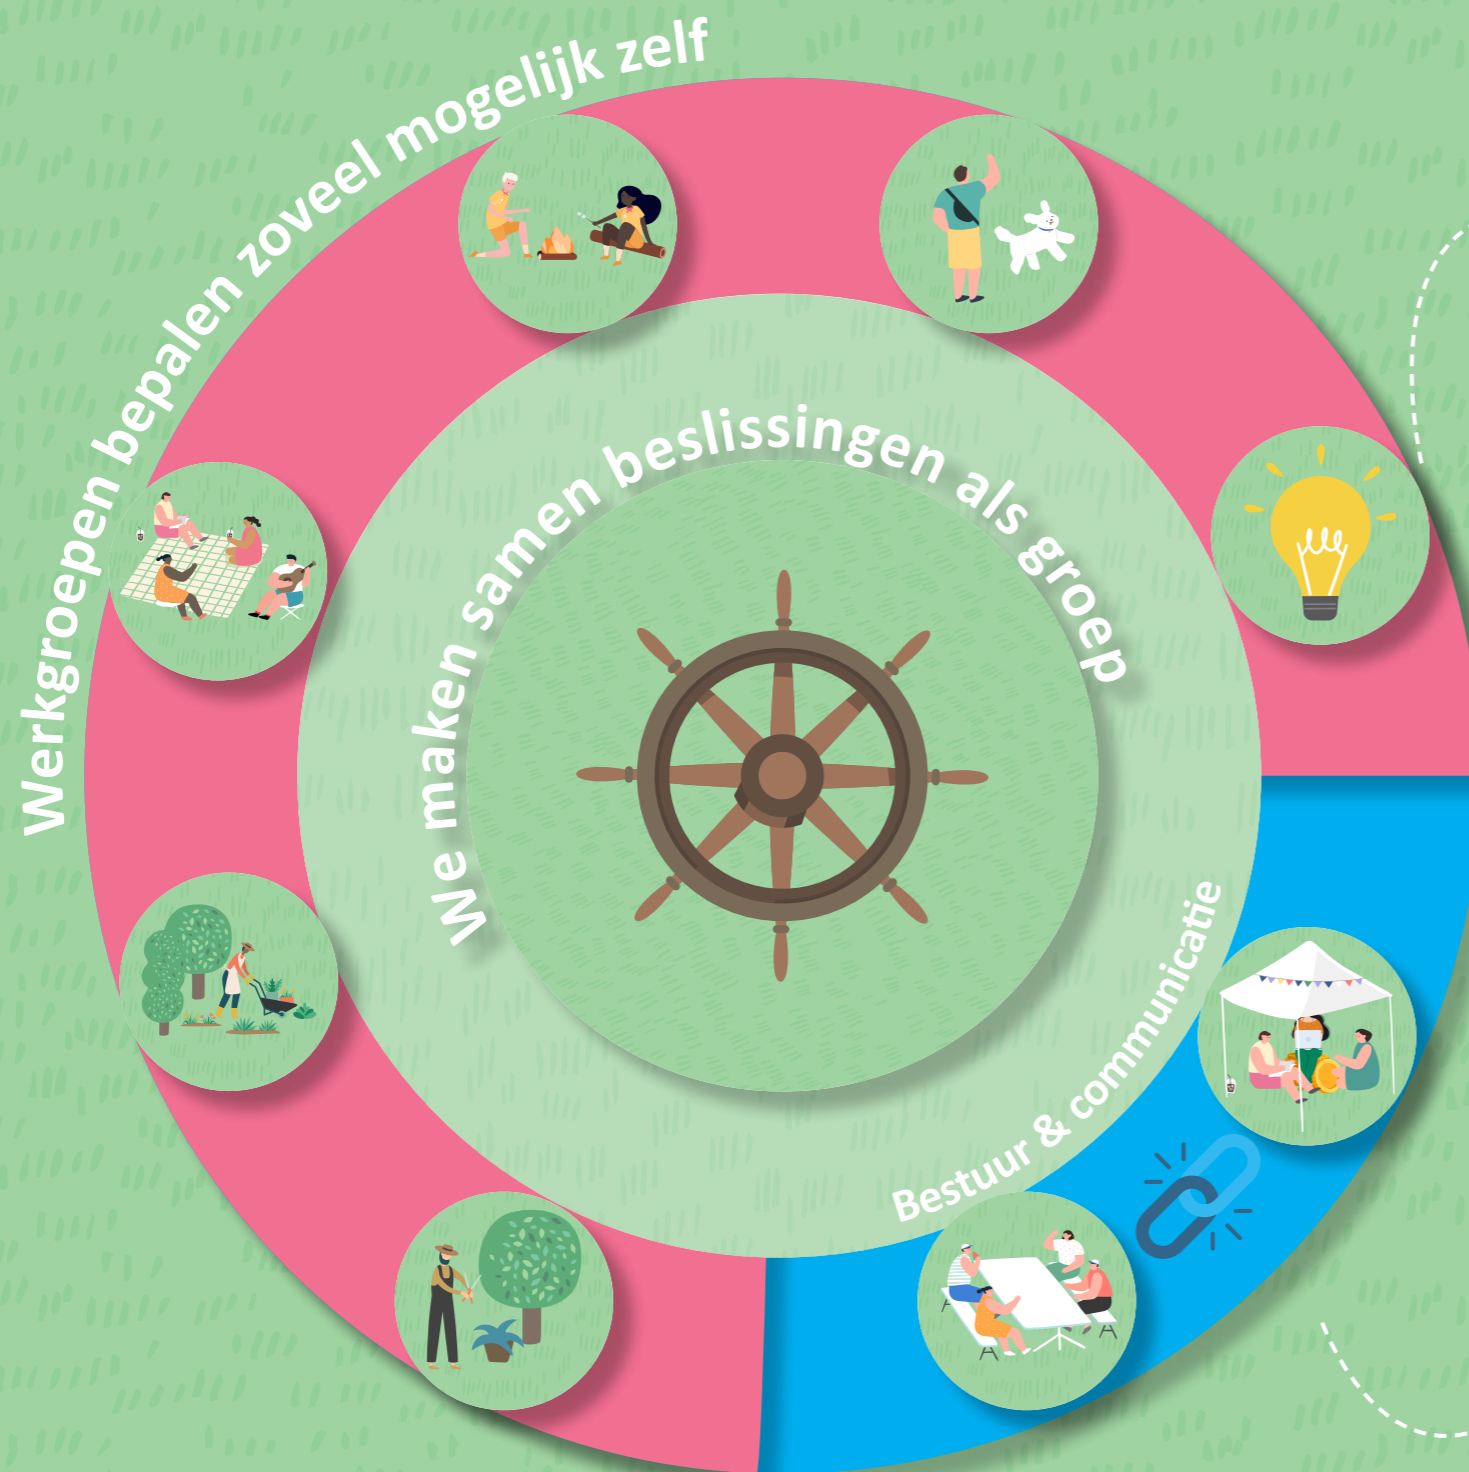 Werkgroepen bepalen zoveel mogelijk zelf
We maken samen beslissingen als groep
Bestuur & communicatie